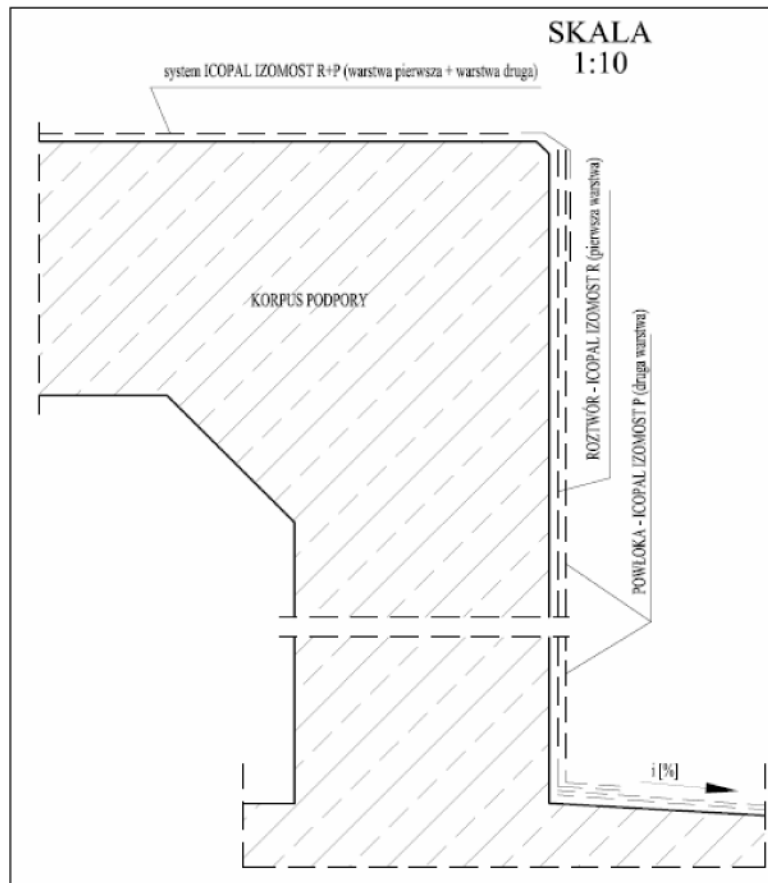 SKALA
1:10
system ICOPAL IZOMOST R+P (warstwa pierwsza + warstwa druga)
KORPUS PODPORY
ROZTWÓR - ICOPAL IZOMOST R (pierwsza warstwa)
POWŁOKA - ICOPAL IZOMOST P (druga warstwa)
i [%]